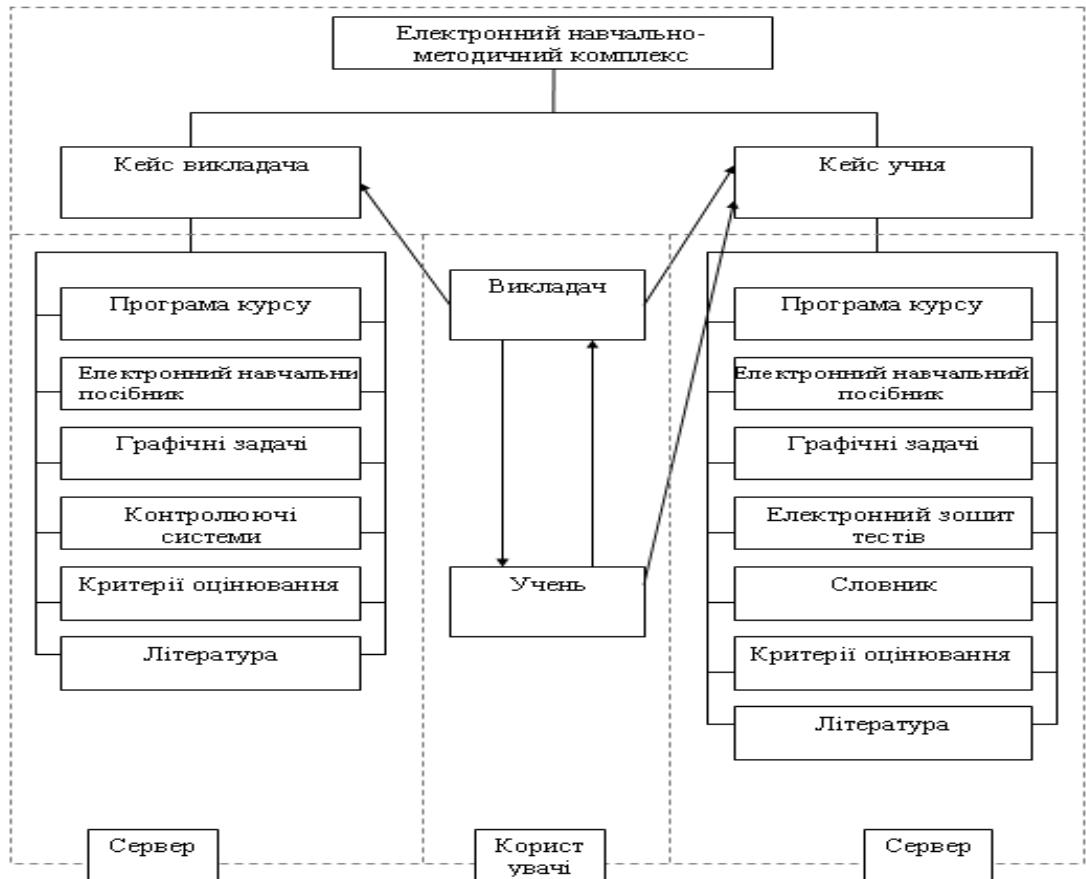 Електронний навчально-
методичний комплекс
Кейс викладача
Кейс учня
Програма курсу
Електронний навчальни
посібник
Графічні задачі
Контролюючі
системи
Критерії оцінювання
Література
Викладач
Учень
Програма курсу
Електронний навчальний
посібник
Графічні задачі
Електронний зошит
тестів
Словник
Критерії оцінювання
Література
Сервер
Корист
увачі
Сервер